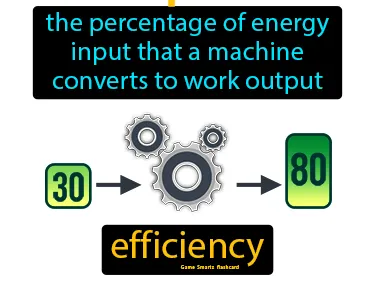 the percentage of energy
input that a machine
converts to work output
30
80
efficiency
Game Smartz flashcard